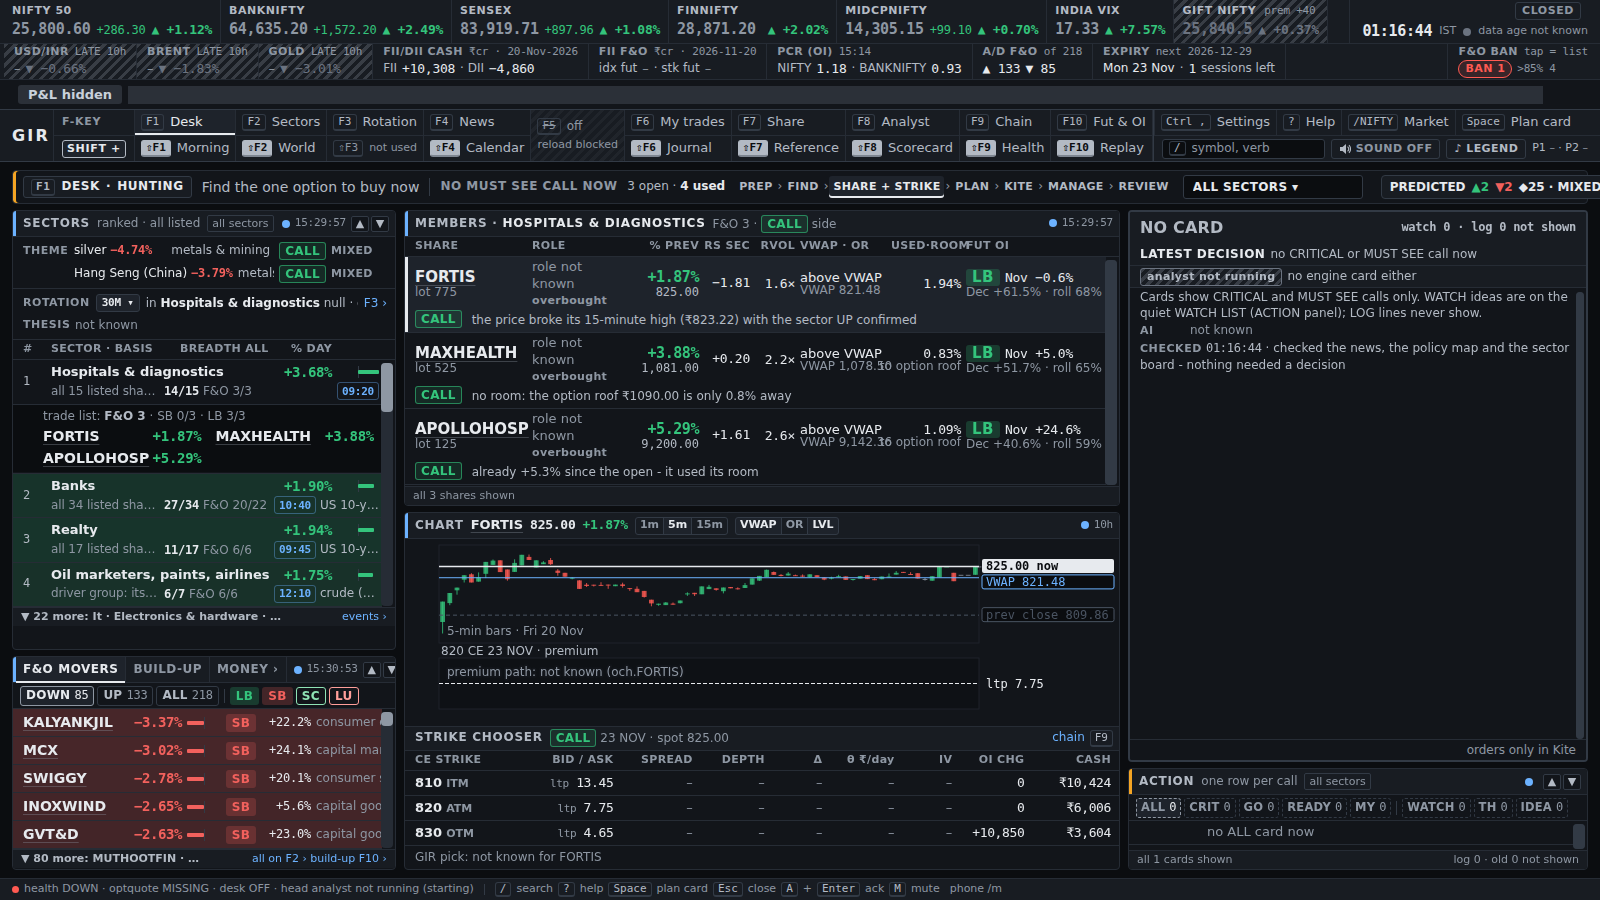 NIFTY 50
25,800.60 +286.30 ▲ +1.12%
BANKNIFTY
64,635.20 +1,572.20 ▲ +2.49%
SENSEX
83,919.71 +897.96 ▲ +1.08%
FINNIFTY
28,871.20 ▲ +2.02%
MIDCPNIFTY
14,305.15 +99.10 ▲ +0.70%
INDIA VIX
17.33 ▲ +7.57%
GIFT NIFTY prem +40
25,840.5 ▲ +0.37%
CLOSED
01:16:44 IST data age not known
USD/INR LATE 10h
– ▼ −0.66%
BRENT LATE 10h
– ▼ −1.83%
GOLD LATE 10h
– ▼ −3.01%
FII/DII CASH ₹cr · 20-Nov-2026
FII +10,308 · DII −4,860
FII F&O ₹cr · 2026-11-20
idx fut – · stk fut –
PCR (OI) 15:14
NIFTY 1.18 · BANKNIFTY 0.93
A/D F&O of 218
▲ 133 ▼ 85
EXPIRY next 2026-12-29
Mon 23 Nov · 1 sessions left
F&O BAN tap = list
BAN 1 >85% 4
P&L hidden
GIR
F-KEY
SHIFT +
F1 Desk
F2 Sectors
F3 Rotation
F4 News
F5 off
reload blocked
F6 My trades
F7 Share
F8 Analyst
F9 Chain
F10 Fut & OI
Ctrl , Settings
? Help
/NIFTY Market
Space Plan card
⇧F1 Morning
⇧F2 World
⇧F3 not used
⇧F4 Calendar
⇧F6 Journal
⇧F7 Reference
⇧F8 Scorecard
⇧F9 Health
⇧F10 Replay
/ symbol, verb
SOUND OFF
♪ LEGEND
P1 – · P2 –
F1 DESK · HUNTING
Find the one option to buy now
NO MUST SEE CALL NOW 3 open · 4 used
PREP › FIND › SHARE + STRIKE › PLAN › KITE › MANAGE › REVIEW
ALL SECTORS ▾
PREDICTED ▲2 ▼2 ◆25 · MIXED
SECTORS ranked · all listed all sectors 15:29:57 ▲ ▼
THEME silver −4.74% metals & mining CALL MIXED
Hang Seng (China) −3.79% metals CALL MIXED
ROTATION 30M ▾ in Hospitals & diagnostics null · F3 ›
THESIS not known
# SECTOR · BASIS BREADTH ALL % DAY
1 Hospitals & diagnostics +3.68%
all 15 listed sha… 14/15 F&O 3/3 09:20
trade list: F&O 3 · SB 0/3 · LB 3/3
FORTIS +1.87% MAXHEALTH +3.88%
APOLLOHOSP +5.29%
2 Banks +1.90%
all 34 listed sha… 27/34 F&O 20/22 10:40 US 10-y…
3 Realty +1.94%
all 17 listed sha… 11/17 F&O 6/6 09:45 US 10-y…
4 Oil marketers, paints, airlines +1.75%
driver group: its… 6/7 F&O 6/6 12:10 crude (…
▼ 22 more: It · Electronics & hardware · … events ›
F&O MOVERS BUILD-UP MONEY › 15:30:53 ▲ ▼
DOWN 85 UP 133 ALL 218 LB SB SC LU
KALYANKJIL −3.37% SB +22.2% consumer
MCX −3.02% SB +24.1% capital mar
SWIGGY −2.78% SB +20.1% consumer s
INOXWIND −2.65% SB +5.6% capital goo
GVT&D −2.63% SB +23.0% capital goo
▼ 80 more: MUTHOOTFIN · … all on F2 › build-up F10 ›
MEMBERS · HOSPITALS & DIAGNOSTICS F&O 3 · CALL side 15:29:57
SHARE ROLE % PREV RS SEC RVOL VWAP · OR USED·ROOM FUT OI
FORTIS
lot 775
role not known
overbought
+1.87%
825.00
−1.81 1.6× above VWAP
VWAP 821.48
1.94% LB Nov −0.6%
Dec +61.5% · roll 68%
CALL the price broke its 15-minute high (₹823.22) with the sector UP confirmed
MAXHEALTH
lot 525
role not known
overbought
+3.88%
1,081.00
+0.20 2.2× above VWAP
VWAP 1,078.50
0.83%
to option roof
LB Nov +5.0%
Dec +51.7% · roll 65%
CALL no room: the option roof ₹1090.00 is only 0.8% away
APOLLOHOSP
lot 125
role not known
overbought
+5.29%
9,200.00
+1.61 2.6× above VWAP
VWAP 9,142.36
1.09%
to option roof
LB Nov +24.6%
Dec +40.6% · roll 59%
CALL already +5.3% since the open - it used its room
all 3 shares shown
CHART FORTIS 825.00 +1.87% 1m 5m 15m VWAP OR LVL 10h
825.00 now
VWAP 821.48
prev close 809.86
5-min bars · Fri 20 Nov
820 CE 23 NOV · premium
premium path: not known (och.FORTIS)
ltp 7.75
STRIKE CHOOSER CALL 23 NOV · spot 825.00 chain F9
CE STRIKE BID / ASK SPREAD DEPTH Δ θ ₹/day IV OI CHG CASH
810 ITM ltp 13.45 – – – – – 0 ₹10,424
820 ATM ltp 7.75 – – – – – 0 ₹6,006
830 OTM ltp 4.65 – – – – – +10,850 ₹3,604
GIR pick: not known for FORTIS
NO CARD watch 0 · log 0 not shown
LATEST DECISION no CRITICAL or MUST SEE call now
analyst not running no engine card either
Cards show CRITICAL and MUST SEE calls only. WATCH ideas are on the
quiet WATCH LIST (ACTION panel); LOG lines never show.
AI not known
CHECKED 01:16:44 · checked the news, the policy map and the sector
board - nothing needed a decision
orders only in Kite
ACTION one row per call all sectors ▲ ▼
ALL 0 CRIT 0 GO 0 READY 0 MY 0 WATCH 0 TH 0 IDEA 0
no ALL card now
all 1 cards shown log 0 · old 0 not shown
health DOWN · optquote MISSING · desk OFF · head analyst not running (starting) / search ? help Space plan card Esc close A + Enter ack M mute phone /m